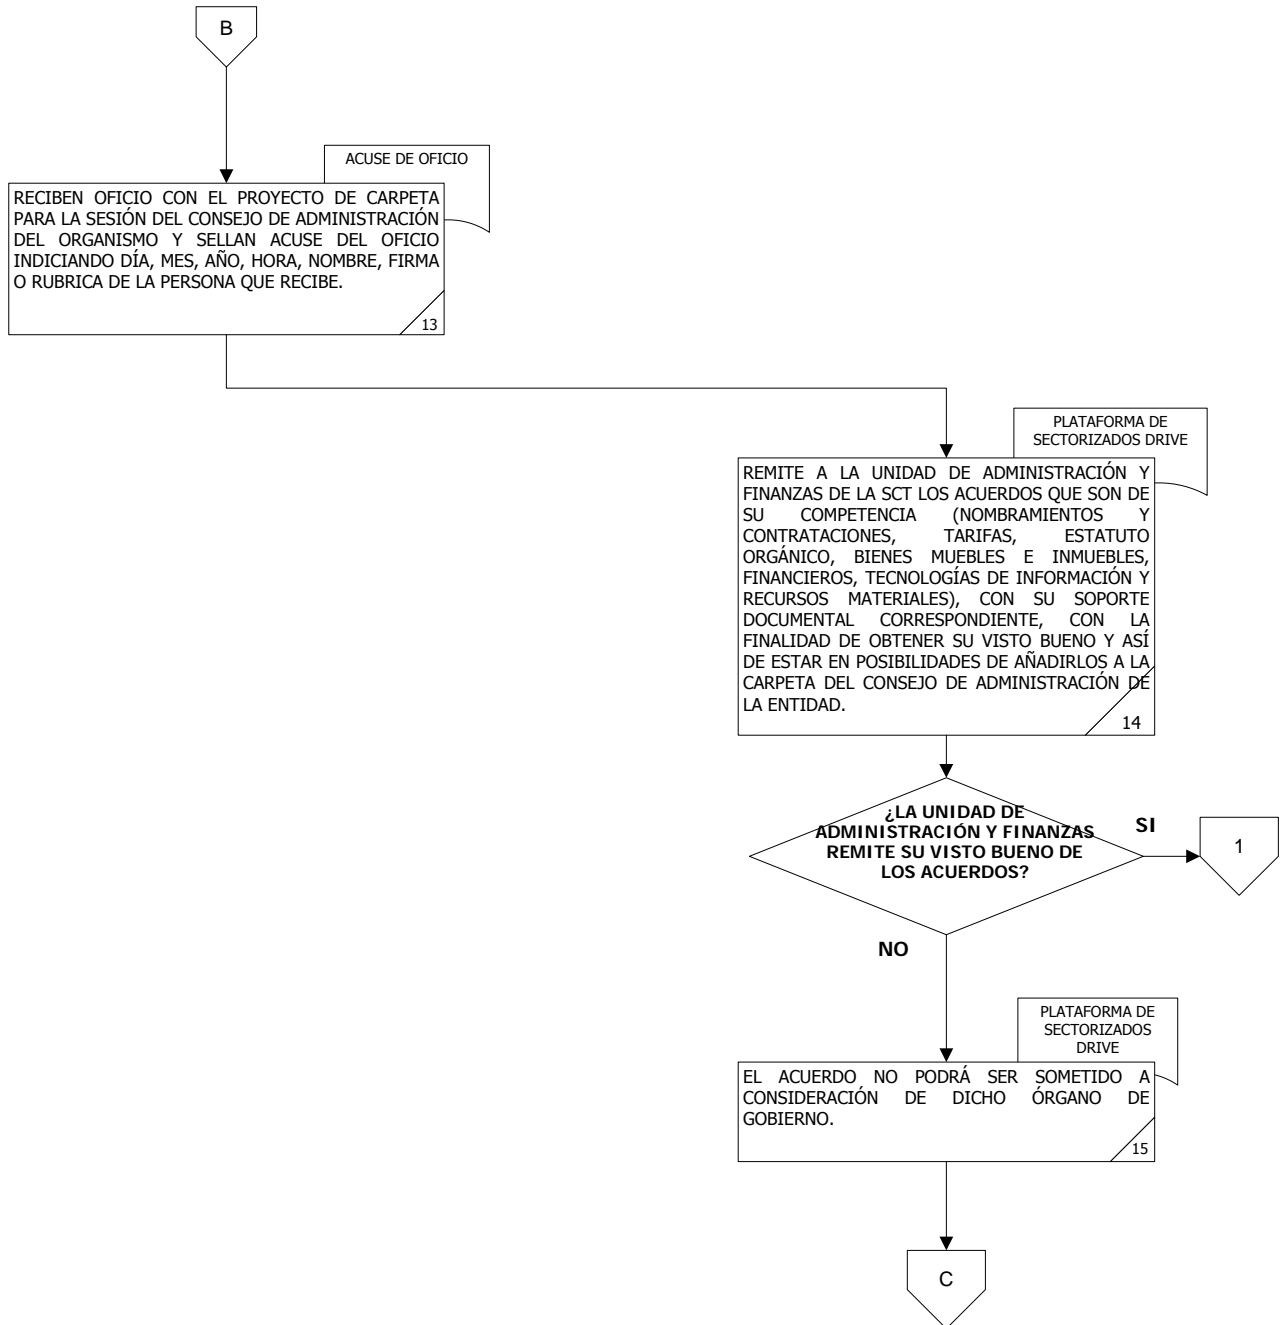 B
ACUSE DE OFICIO
RECIBEN OFICIO CON EL PROYECTO DE CARPETA
PARA LA SESIÓN DEL CONSEJO DE ADMINISTRACIÓN
DEL ORGANISMO Y SELLAN ACUSE DEL OFICIO
INDICIANDO DÍA, MES, AÑO, HORA, NOMBRE, FIRMA
O RUBRICA DE LA PERSONA QUE RECIBE.
13
PLATAFORMA DE
SECTORIZADOS DRIVE
REMITE A LA UNIDAD DE ADMINISTRACIÓN Y
FINANZAS DE LA SCT LOS ACUERDOS QUE SON DE
SU COMPETENCIA (NOMBRAMIENTOS Y
CONTRATACIONES, TARIFAS, ESTATUTO
ORGÁNICO, BIENES MUEBLES E INMUEBLES,
FINANCIEROS, TECNOLOGÍAS DE INFORMACIÓN Y
RECURSOS MATERIALES), CON SU SOPORTE
DOCUMENTAL CORRESPONDIENTE, CON LA
FINALIDAD DE OBTENER SU VISTO BUENO Y ASÍ
DE ESTAR EN POSIBILIDADES DE AÑADIRLOS A LA
CARPETA DEL CONSEJO DE ADMINISTRACIÓN DE
LA ENTIDAD.
14
¿LA UNIDAD DE
ADMINISTRACIÓN Y FINANZAS
REMITE SU VISTO BUENO DE
LOS ACUERDOS?
SI
1
NO
PLATAFORMA DE
SECTORIZADOS
DRIVE
EL ACUERDO NO PODRÁ SER SOMETIDO A
CONSIDERACIÓN DE DICHO ÓRGANO DE
GOBIERNO.
15
C